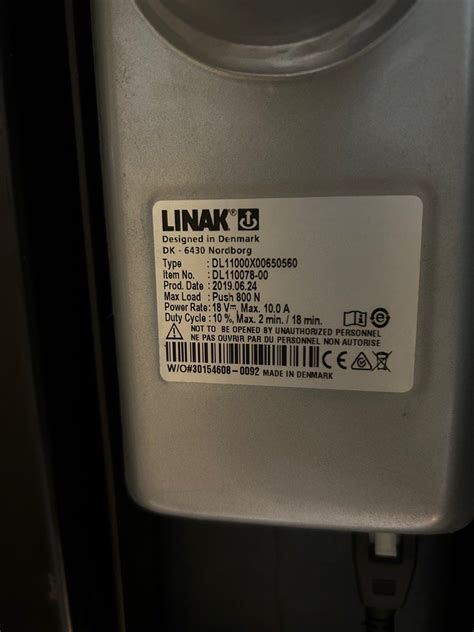 LINAK®
Designed in Denmark
DK - 6430 Nordborg
Type : DL11000X00650560
Item No. : DL110078-00
Prod. Date : 2019.06.24
Max Load : Push 800 N
Power Rate: 18 V⎓, Max. 10.0 A
Duty Cycle : 10 %, Max. 2 min. / 18 min.
NOT TO BE OPENED BY UNAUTHORIZED PERSONNEL
NE PAS OUVRIR PAR DU PERSONNEL NON AUTORISE
W/O#30154608-0092 MADE IN DENMARK